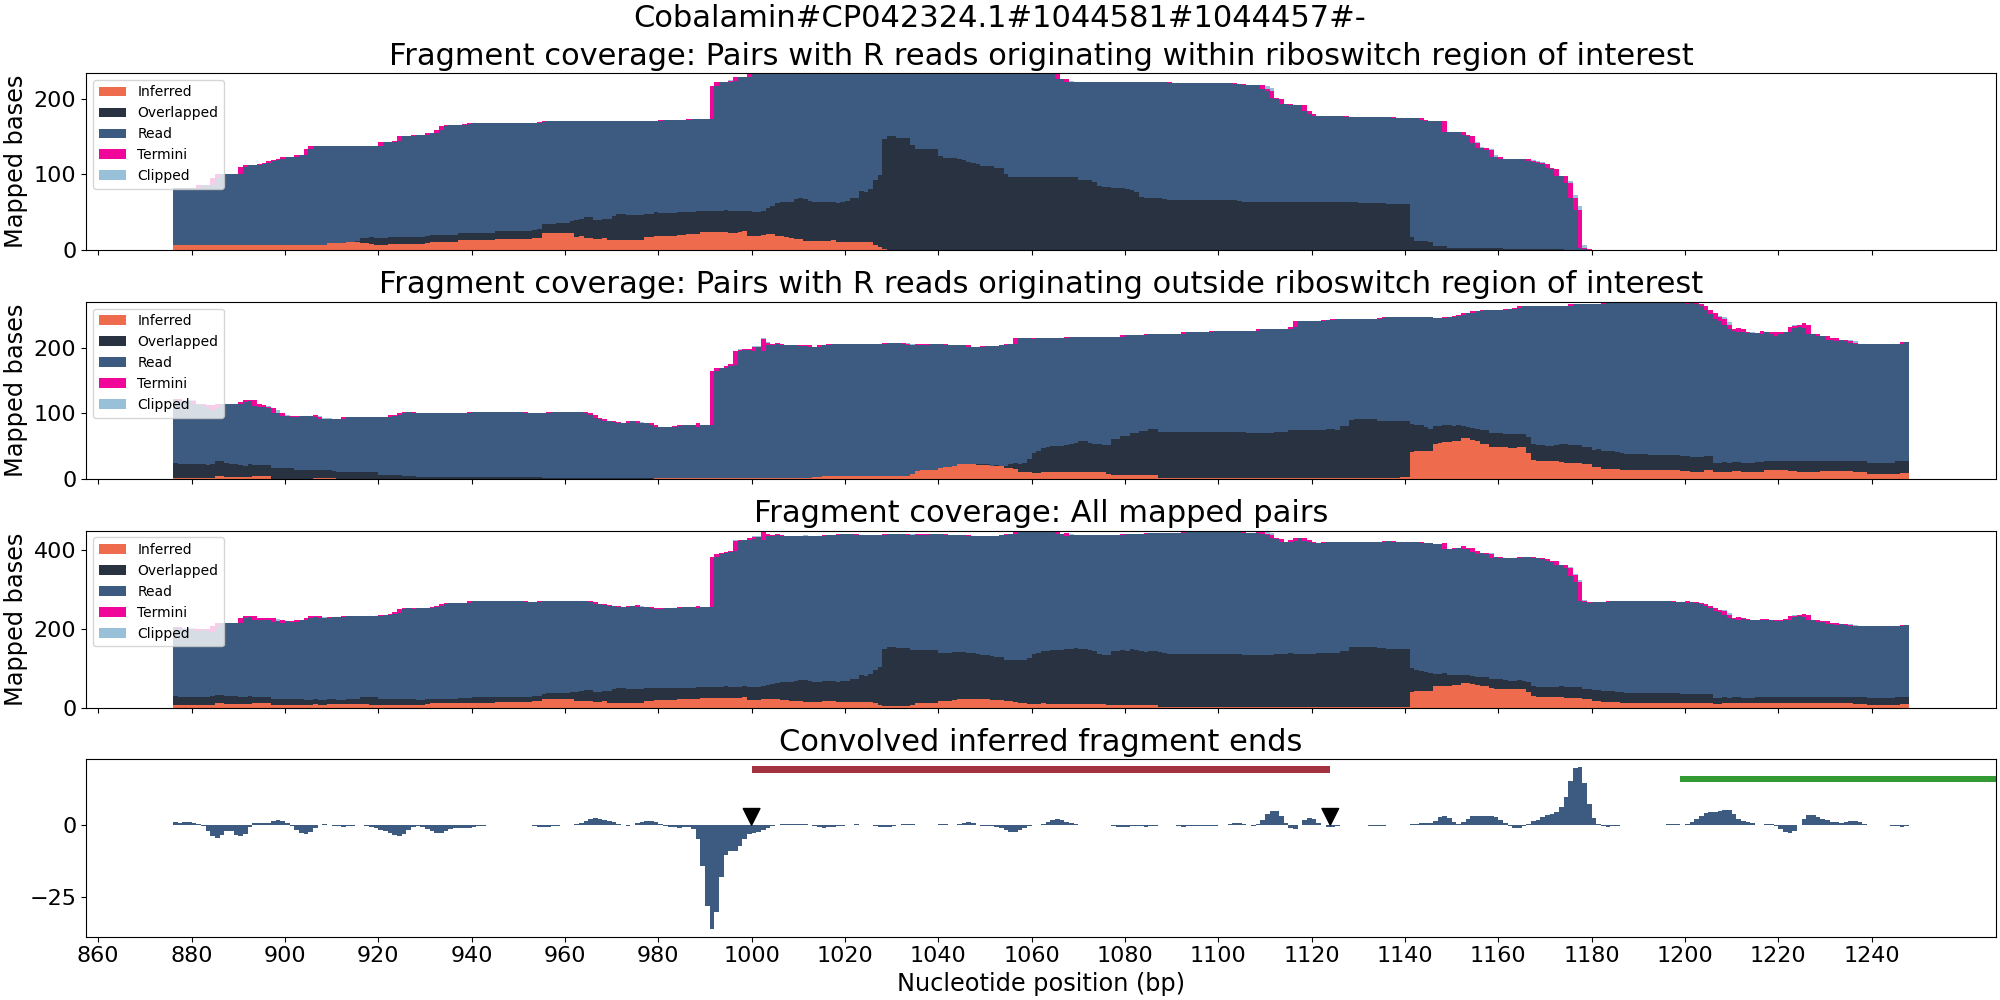 Cobalamin#CP042324.1#1044581#1044457#-
Fragment coverage: Pairs with R reads originating within riboswitch region of interest
Mapped bases
200
100
0
Inferred
Overlapped
Read
Termini
Clipped
Fragment coverage: Pairs with R reads originating outside riboswitch region of interest
Mapped bases
200
100
0
Inferred
Overlapped
Read
Termini
Clipped
Fragment coverage: All mapped pairs
Mapped bases
400
200
0
Inferred
Overlapped
Read
Termini
Clipped
Convolved inferred fragment ends
0
−25
860 880 900 920 940 960 980 1000 1020 1040 1060 1080 1100 1120 1140 1160 1180 1200 1220 1240
Nucleotide position (bp)